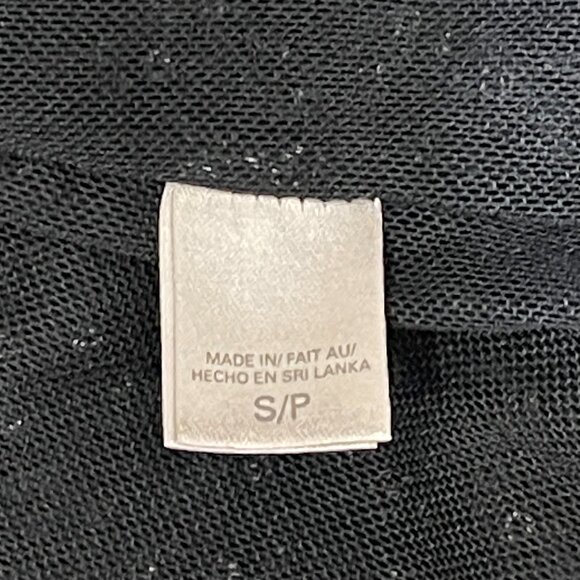 MADE IN/ FAIT AU/
HECHO EN SRI LANKA
S/P